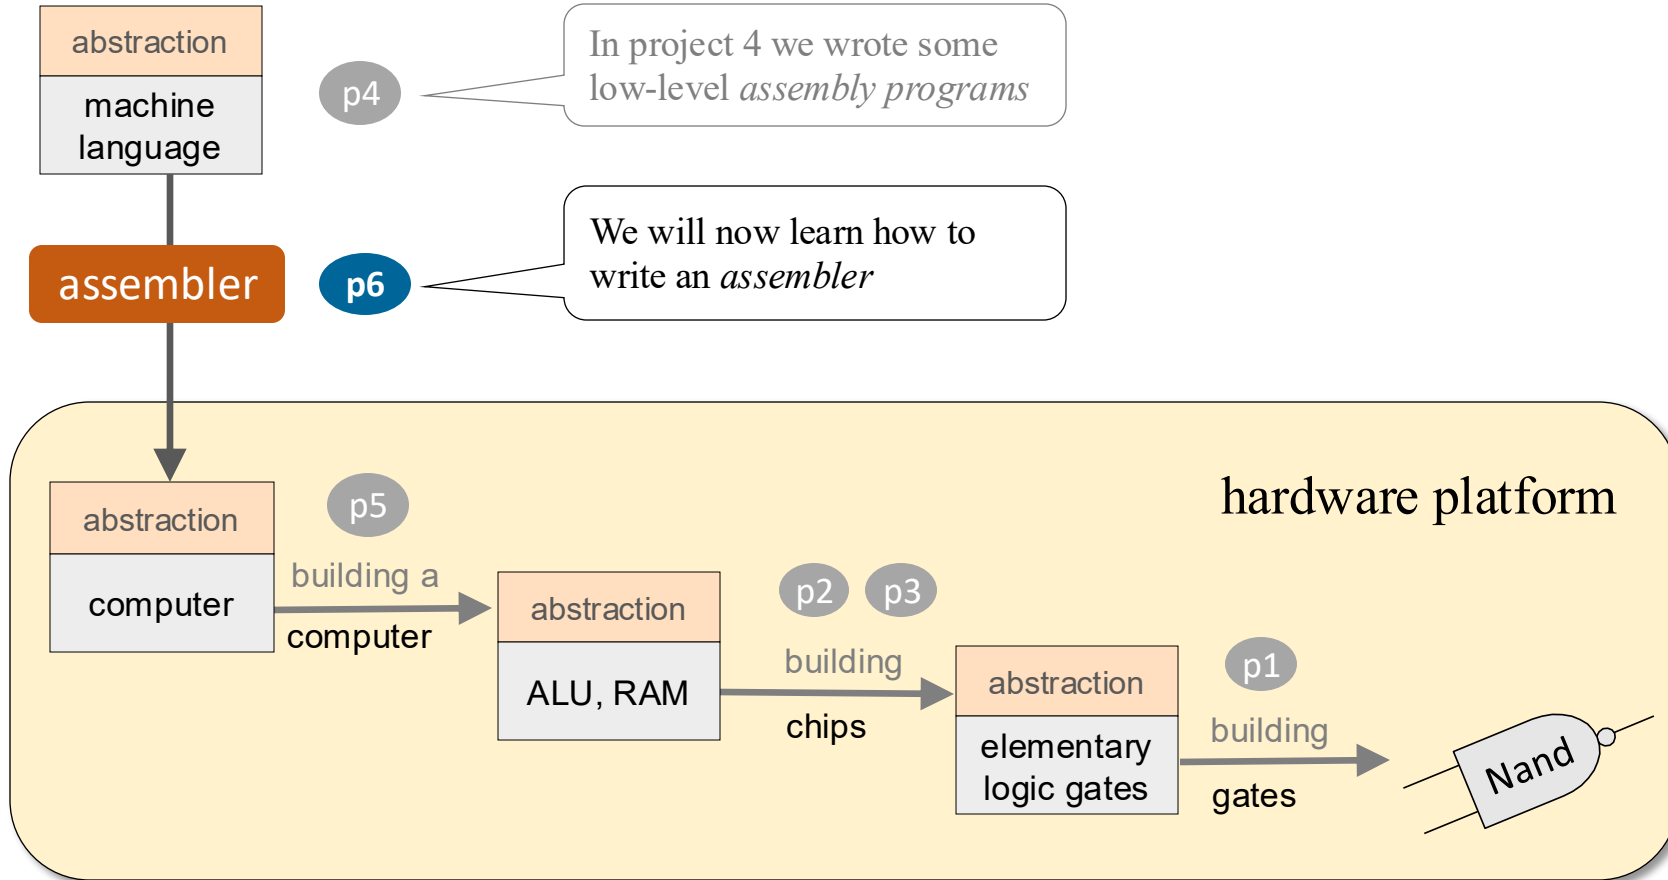 abstraction
machine
language
p4
In project 4 we wrote some
low-level assembly programs
assembler
p6
We will now learn how to
write an assembler
hardware platform
abstraction
computer
p5
building a
computer
abstraction
ALU, RAM
p2 p3
building
chips
abstraction
elementary
logic gates
p1
building
gates
Nand